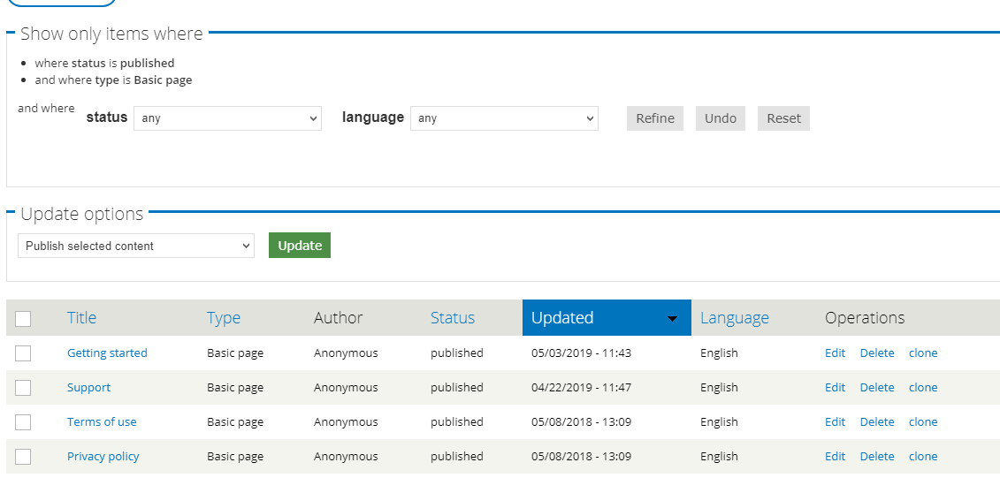 Show only items where
where status is published
and where type is Basic page
and where status any language any Refine Undo Reset
Update options
Publish selected content Update
Title Type Author Status Updated Language Operations
Getting started Basic page Anonymous published 05/03/2019 - 11:43 English Edit Delete clone
Support Basic page Anonymous published 04/22/2019 - 11:47 English Edit Delete clone
Terms of use Basic page Anonymous published 05/08/2018 - 13:09 English Edit Delete clone
Privacy policy Basic page Anonymous published 05/08/2018 - 13:09 English Edit Delete clone